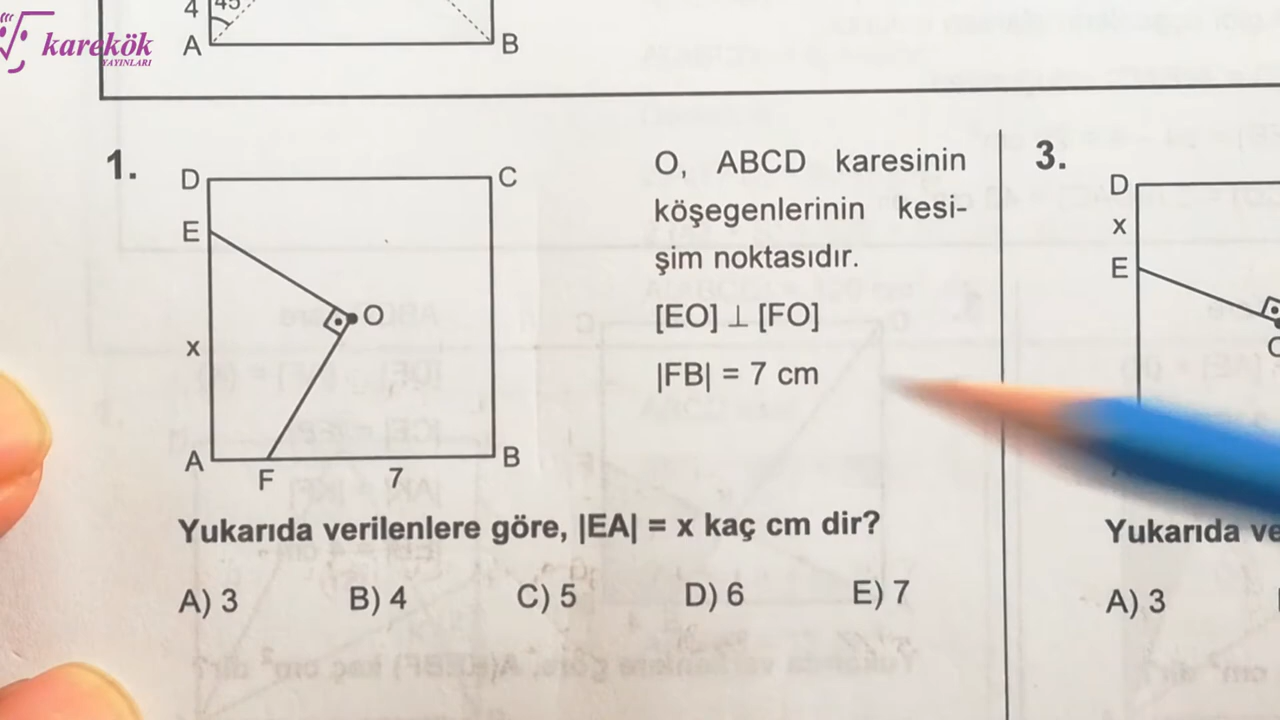 karekök
YAYINLARI
4 45
A B
1.
D C
E
O
x
A B
F 7
O, ABCD karesinin
köşegenlerinin kesi-
şim noktasıdır.
[EO] ⊥ [FO]
|FB| = 7 cm
Yukarıda verilenlere göre, |EA| = x kaç cm dir?
A) 3 B) 4 C) 5 D) 6 E) 7
3.
D
x
E
Yukarıda ve
A) 3